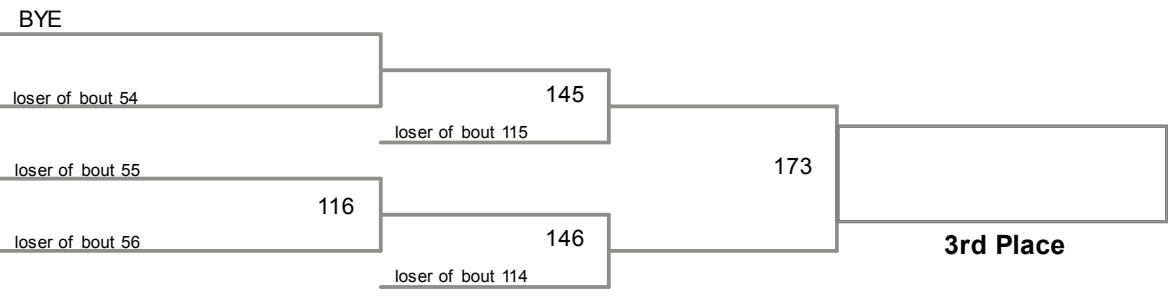 BYE
loser of bout 54
145
loser of bout 115
loser of bout 55
173
116
loser of bout 56
146
3rd Place
loser of bout 114